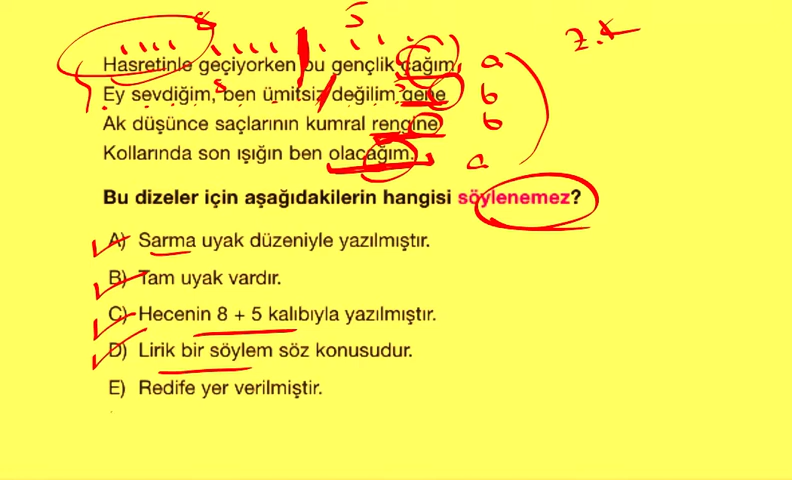 8 5
Z.
Hasretinle geçiyorken bu gençlik çağım, a
Ey sevdiğim, ben ümitsiz değilim gene b
Ak düşünce saçlarının kumral rengine b
Kollarında son ışığın ben olacağım. a
Bu dizeler için aşağıdakilerin hangisi söylenemez?
A) Sarma uyak düzeniyle yazılmıştır.
B) Tam uyak vardır.
C) Hecenin 8 + 5 kalıbıyla yazılmıştır.
D) Lirik bir söylem söz konusudur.
E) Redife yer verilmiştir.